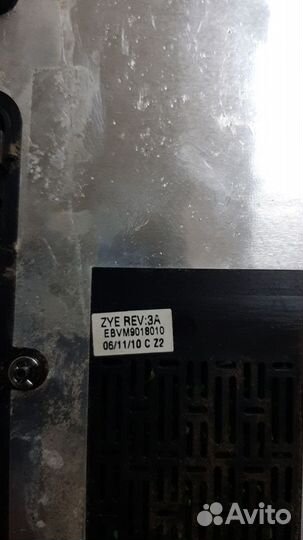 ZYE REV:3A
EBVM9018010
06/11/10 C Z2
Avito